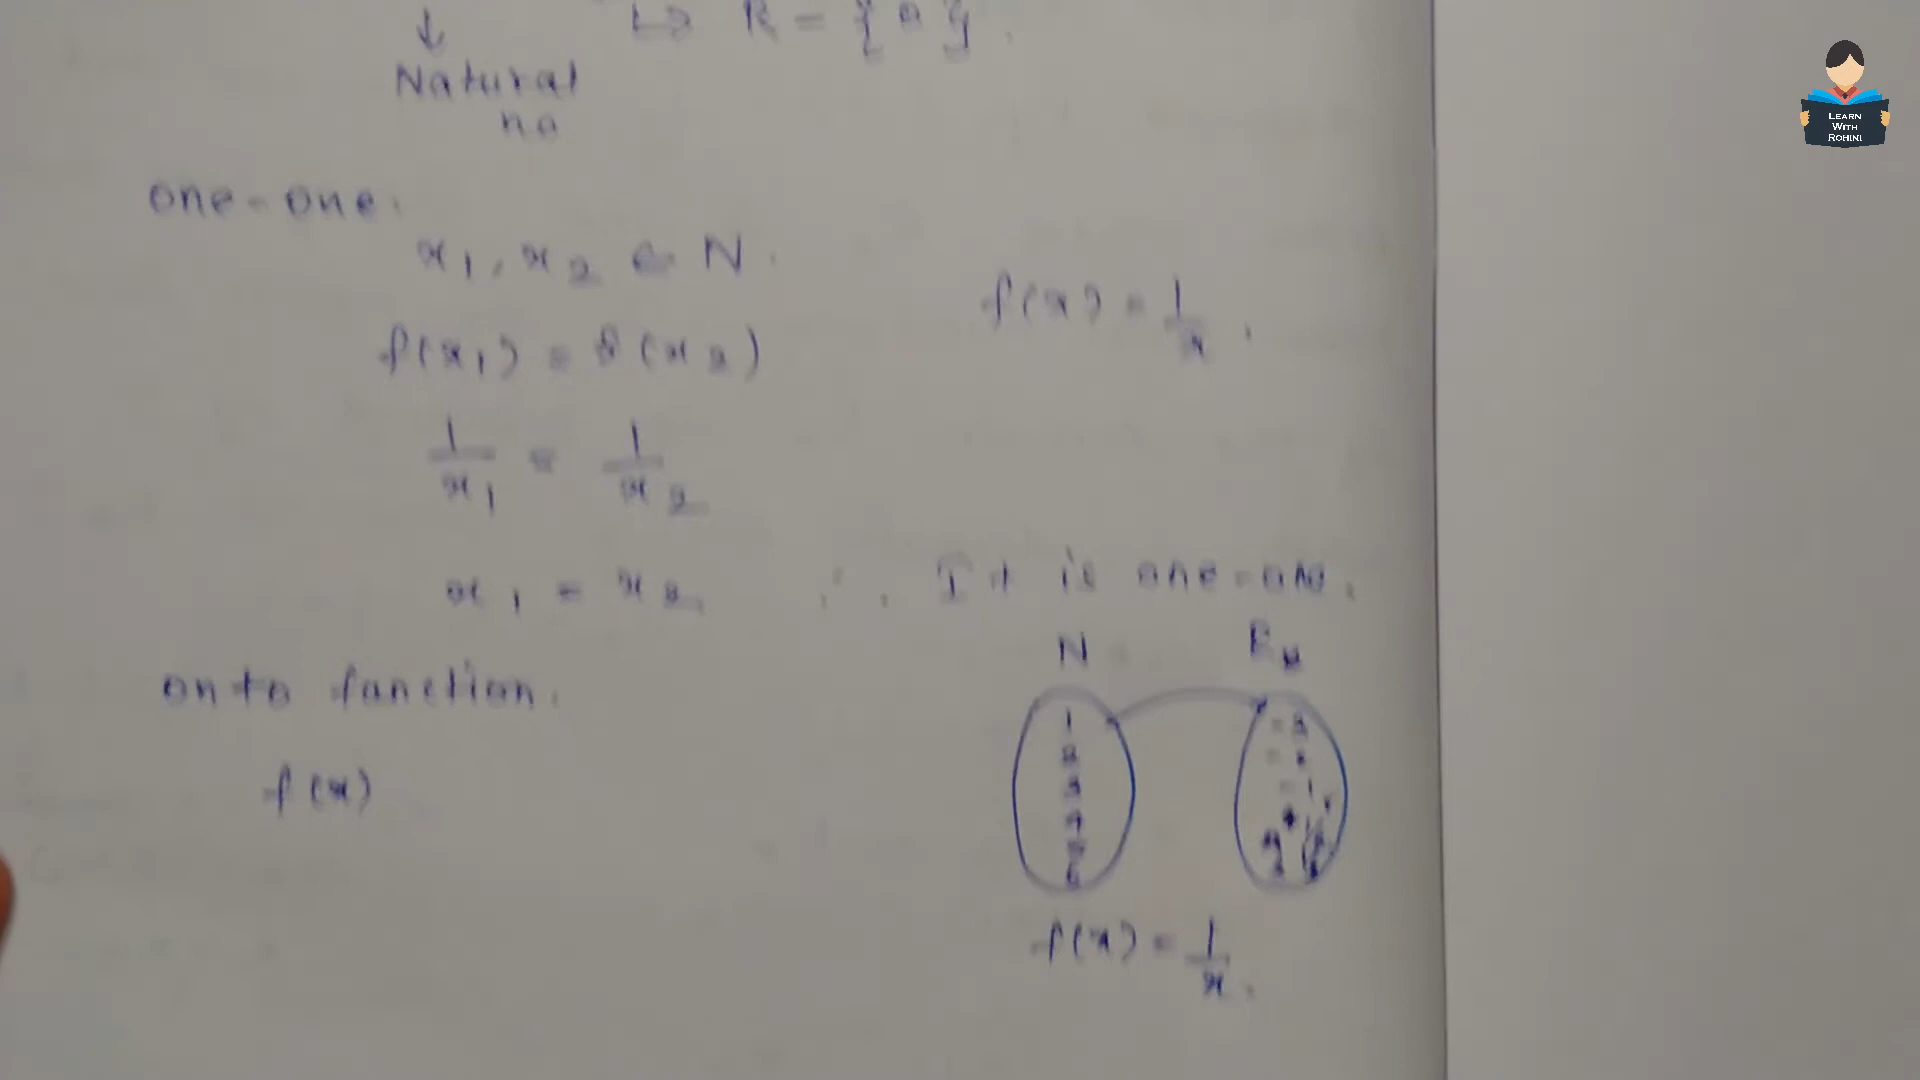 ↓ ↳ R = { 0 }.
Natural
no
one-one.
x₁, x₂ ∈ N.
f(x) = 1/x.
f(x₁) = f(x₂)
1/x₁ = 1/x₂
x₁ = x₂ ∴ It is one-one.
N R
onto function.
1
2
3
4
5
6
f(x)
f(x) = 1/x.
LEARN
WITH
ROHINI